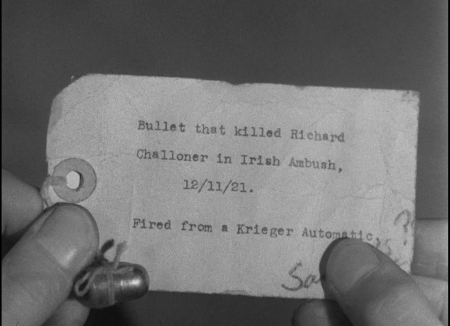 Bullet that killed Richard
Challoner in Irish Ambush,
12/11/21.
Fired from a Krieger Automatic
?